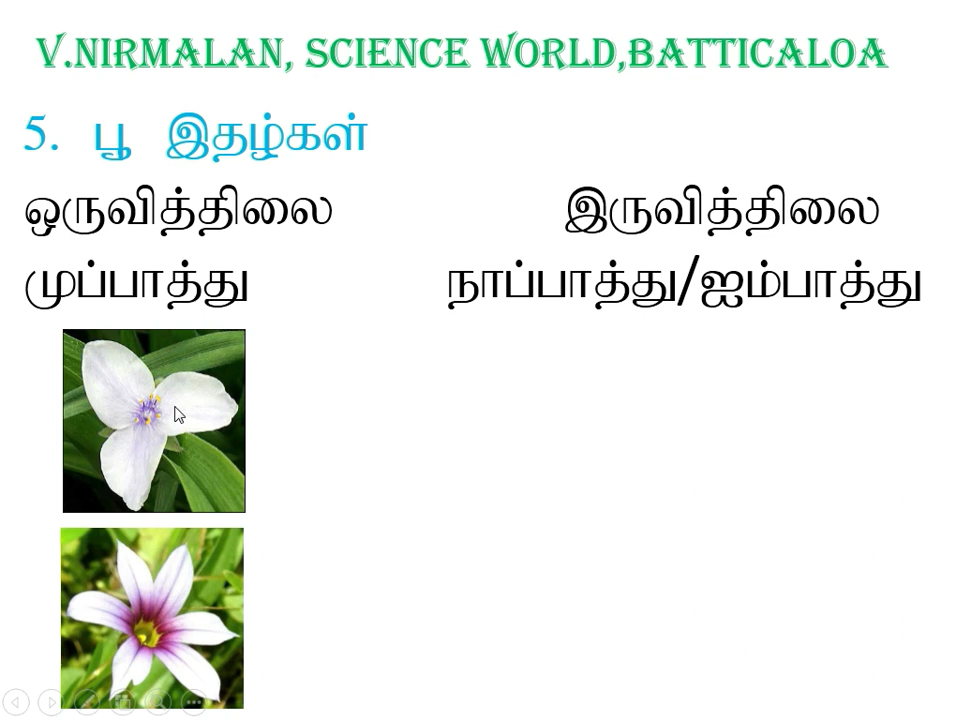 V.NIRMALAN, SCIENCE WORLD,BATTICALOA
5. பூ இதழ்கள்
ஒருவித்திலை இருவித்திலை
முப்பாத்து நாப்பாத்து/ஐம்பாத்து